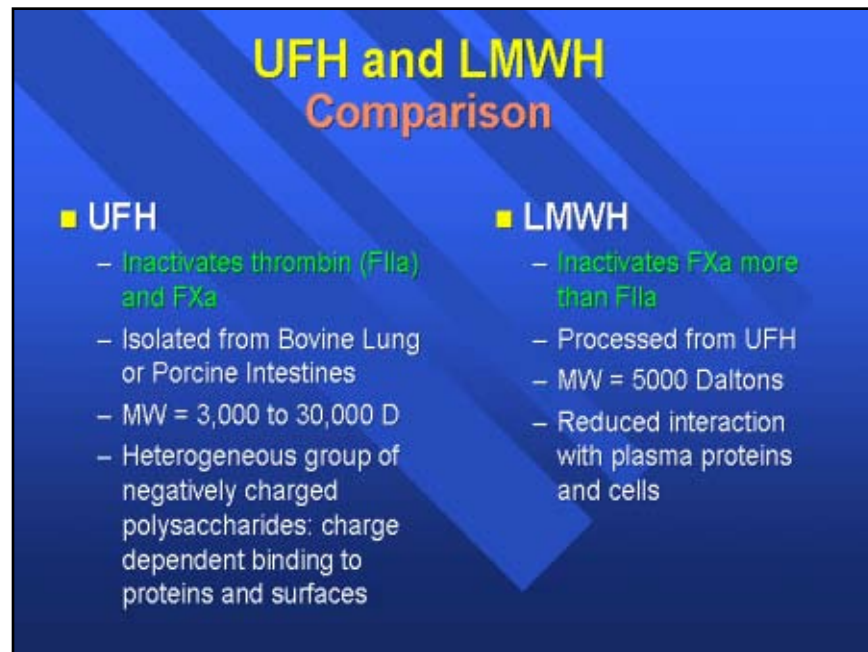 UFH and LMWH
Comparison
UFH
– Inactivates thrombin (FIIa)
and FXa
– Isolated from Bovine Lung
or Porcine Intestines
– MW = 3,000 to 30,000 D
– Heterogeneous group of
negatively charged
polysaccharides: charge
dependent binding to
proteins and surfaces
LMWH
– Inactivates FXa more
than FIIa
– Processed from UFH
– MW = 5000 Daltons
– Reduced interaction
with plasma proteins
and cells